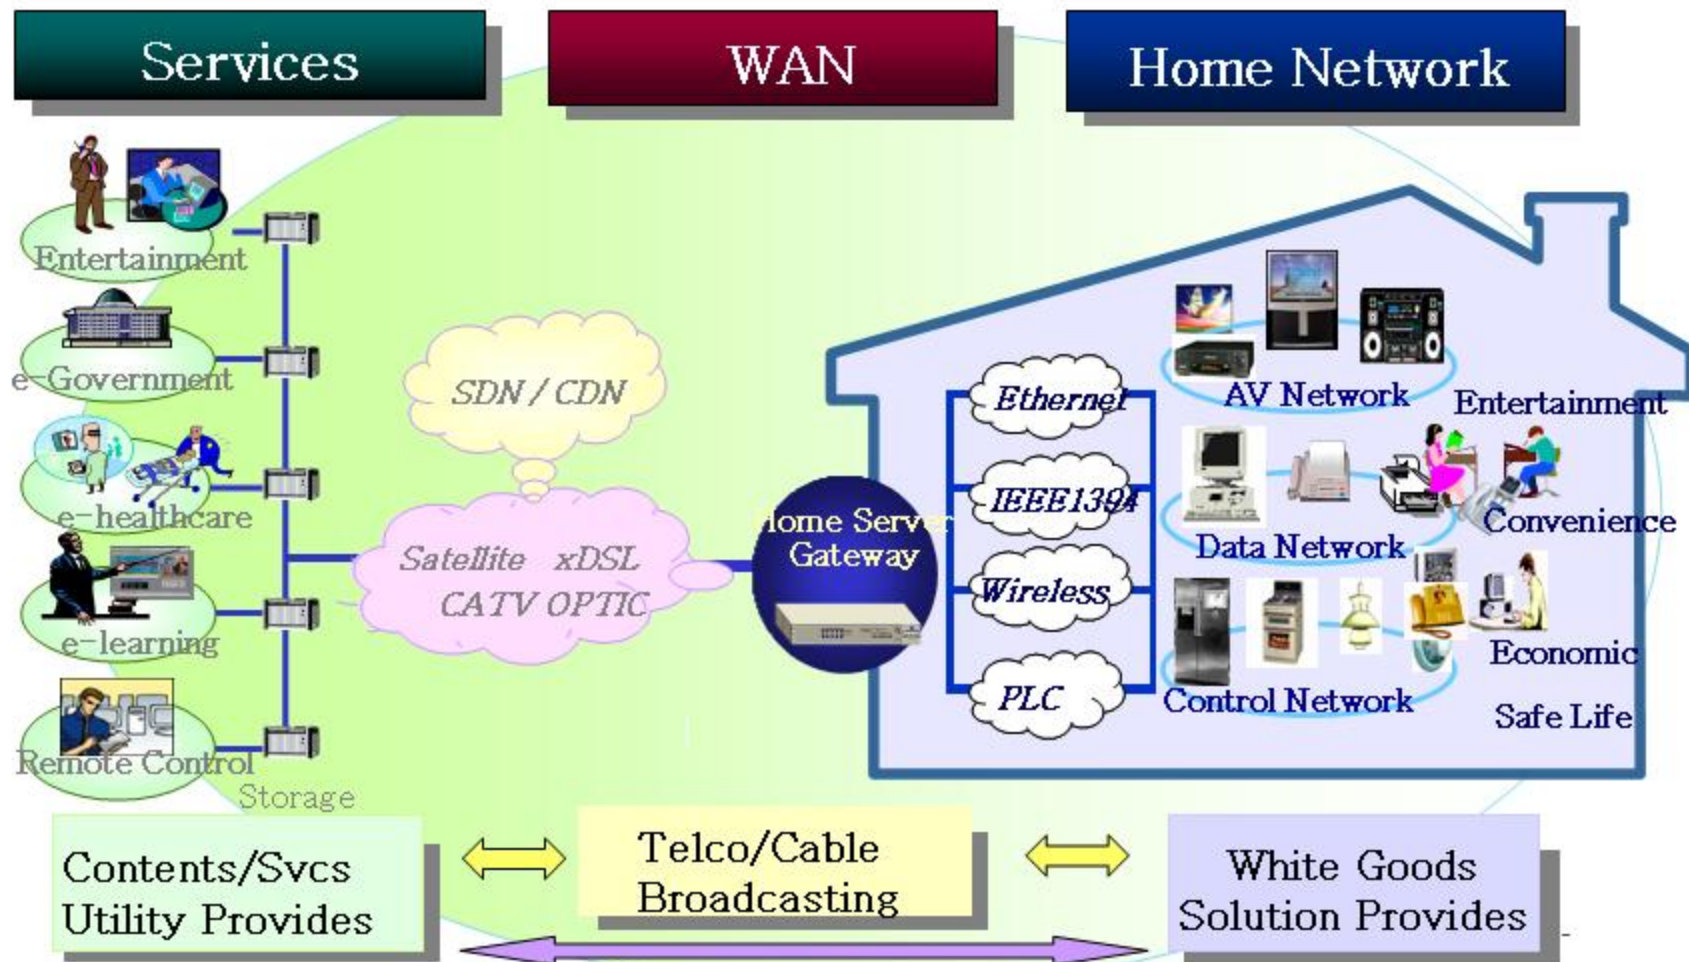 Services
WAN
Home Network
Entertainment
e-Government
e-healthcare
e-learning
Remote Control
Storage
SDN / CDN
Satellite xDSL
CATV OPTIC
Home Server
Gateway
Ethernet
IEEE1394
Wireless
PLC
AV Network
Data Network
Control Network
Entertainment
Convenience
Economic
Safe Life
Contents/Svcs
Utility Provides
Telco/Cable
Broadcasting
White Goods
Solution Provides